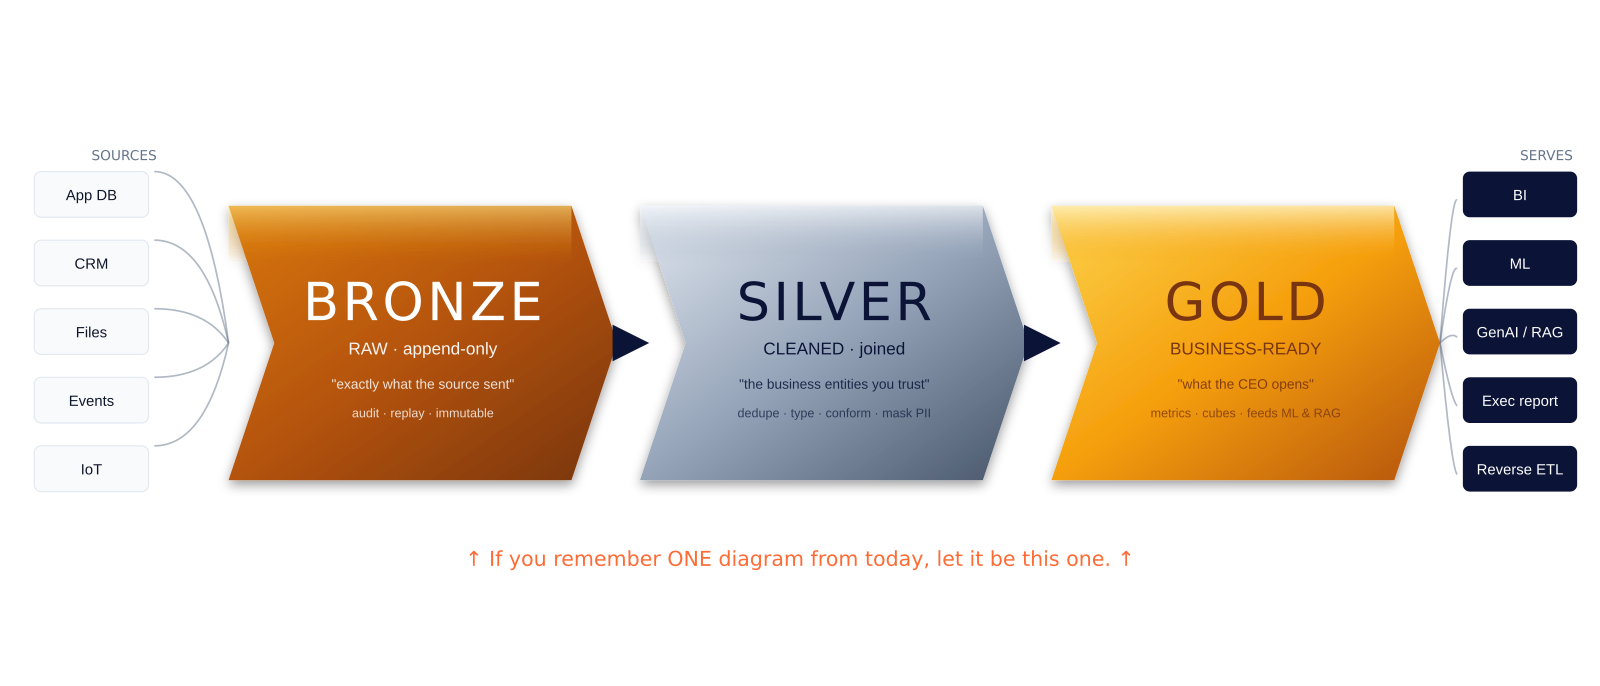 SOURCES
App DB
CRM
Files
Events
IoT
BRONZE
RAW · append-only
"exactly what the source sent"
audit · replay · immutable
SILVER
CLEANED · joined
"the business entities you trust"
dedupe · type · conform · mask PII
GOLD
BUSINESS-READY
"what the CEO opens"
metrics · cubes · feeds ML & RAG
SERVES
BI
ML
GenAI / RAG
Exec report
Reverse ETL
↑ If you remember ONE diagram from today, let it be this one. ↑